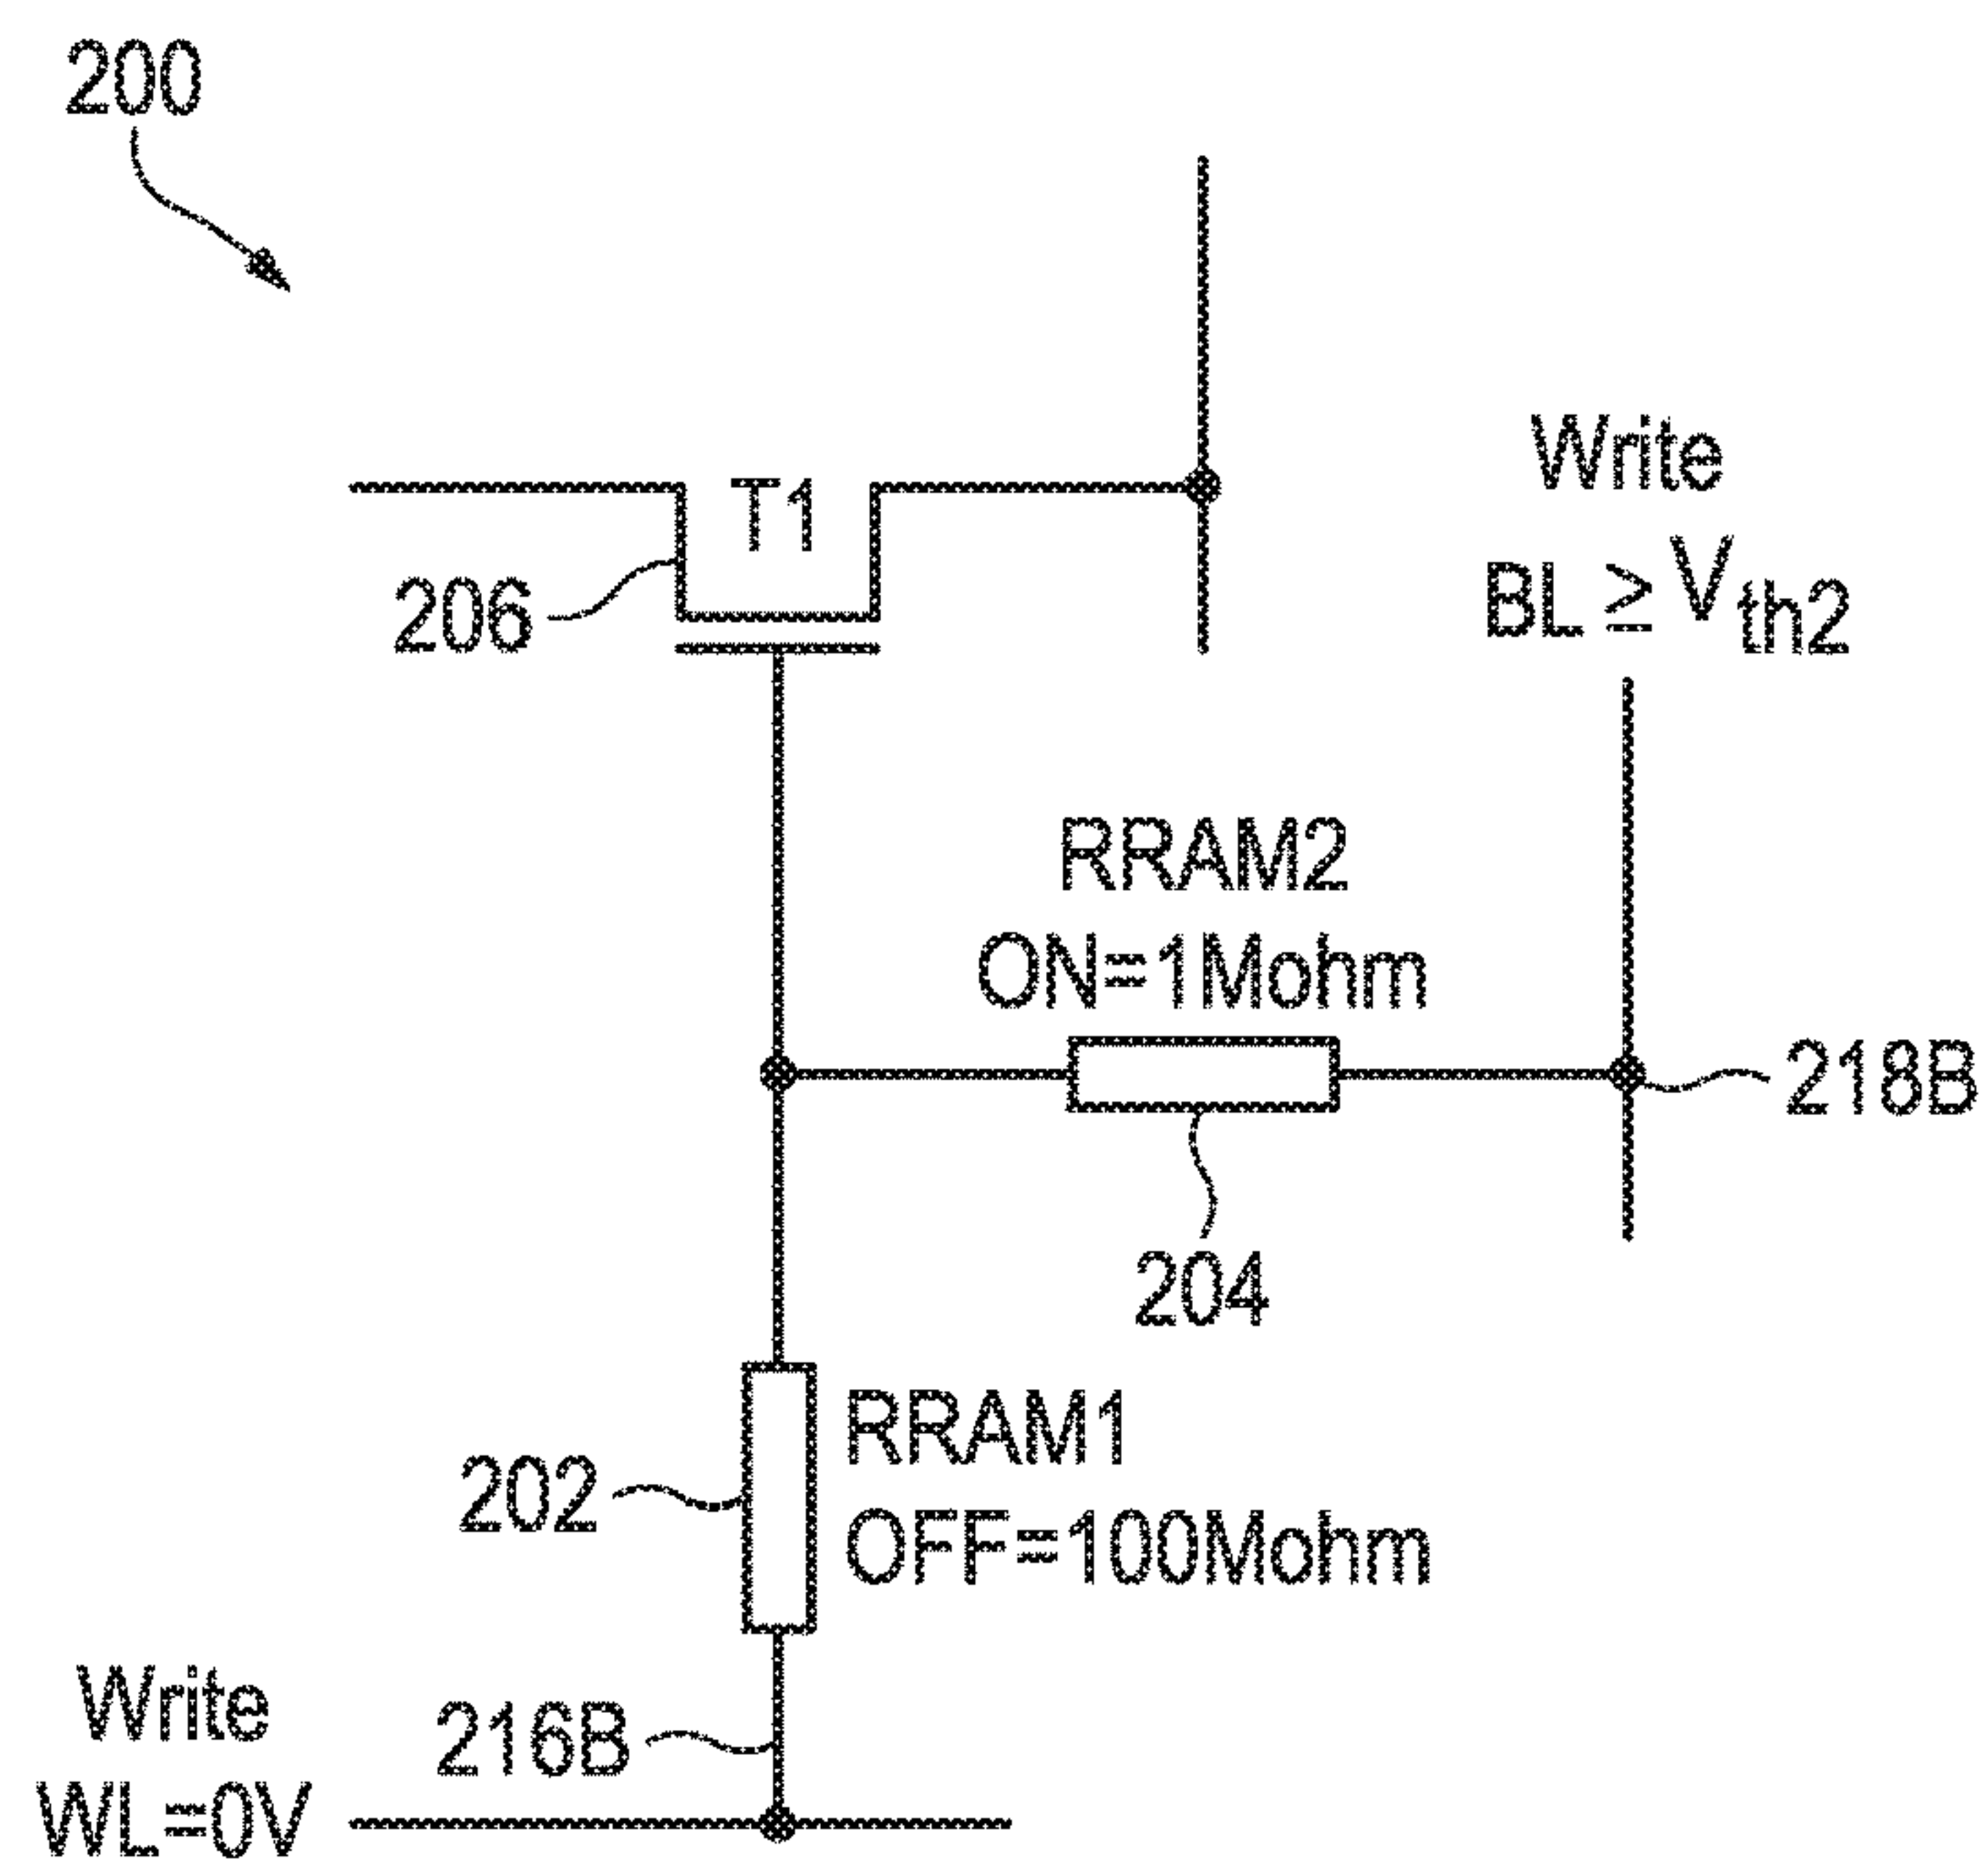 200
T1
206
Write
BL ≥ Vth2
RRAM2
ON=1Mohm
218B
204
RRAM1
202
OFF=100Mohm
Write
216B
WL=0V